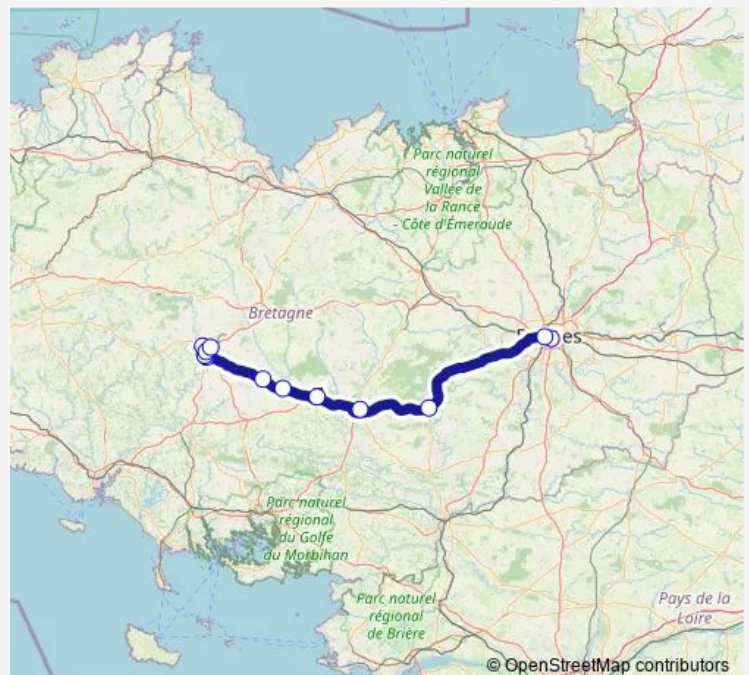 Parc naturel
régional
Vallée de
la Rance
- Côte d'Émeraude
Bretagne
es
Parc naturel
régional
du Golfe
du Morbihan
Parc naturel
régional
de Brière
Pays de la
Loire
© OpenStreetMap contributors